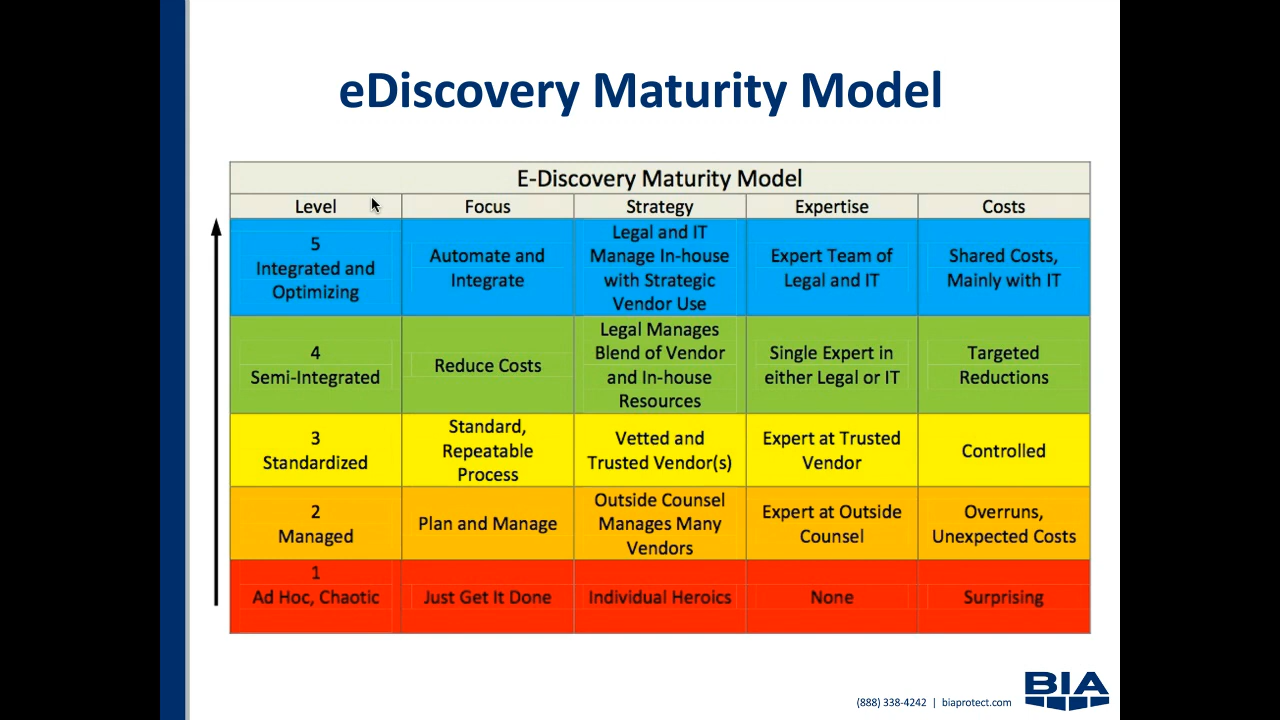 eDiscovery Maturity Model
E-Discovery Maturity Model
Level Focus Strategy Expertise Costs
5
Integrated and
Optimizing
Automate and
Integrate
Legal and IT
Manage In-house
with Strategic
Vendor Use
Expert Team of
Legal and IT
Shared Costs,
Mainly with IT
4
Semi-Integrated
Reduce Costs
Legal Manages
Blend of Vendor
and In-house
Resources
Single Expert in
either Legal or IT
Targeted
Reductions
3
Standardized
Standard,
Repeatable
Process
Vetted and
Trusted Vendor(s)
Expert at Trusted
Vendor
Controlled
2
Managed
Plan and Manage
Outside Counsel
Manages Many
Vendors
Expert at Outside
Counsel
Overruns,
Unexpected Costs
1
Ad Hoc, Chaotic
Just Get It Done
Individual Heroics
None
Surprising
(888) 338-4242 | biaprotect.com
BIA